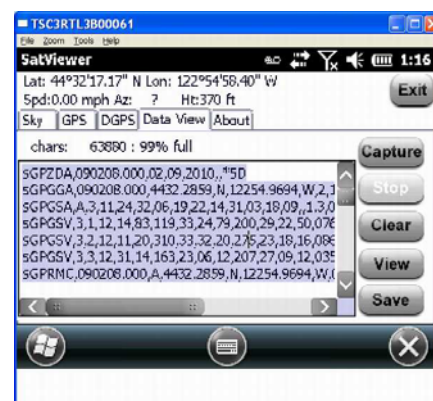 TSC3RTL3B00061
File Zoom Tools Help
SatViewer 1:16
Lat: 44°32'17.17" N Lon: 122°54'58.40" W
Spd:0.00 mph Az: ? Ht:370 ft
Exit
Sky GPS DGPS Data View About
chars: 63880 : 99% full
Capture
$GPZDA,090208.000,02,09,2010,,*5D
$GPGGA,090208.000,4432.2859,N,12254.9694,W,2,1
Stop
$GPGSA,A,3,11,24,32,06,19,22,14,31,03,18,09,,1.3,0
$GPGSV,3,1,12,14,83,119,33,24,79,200,29,22,50,076
Clear
$GPGSV,3,2,12,11,20,310,33,32,20,275,23,18,16,086
$GPGSV,3,3,12,31,14,163,23,06,12,207,27,09,12,035
View
$GPRMC,090208.000,A,4432.2859,N,12254.9694,W,0
Save